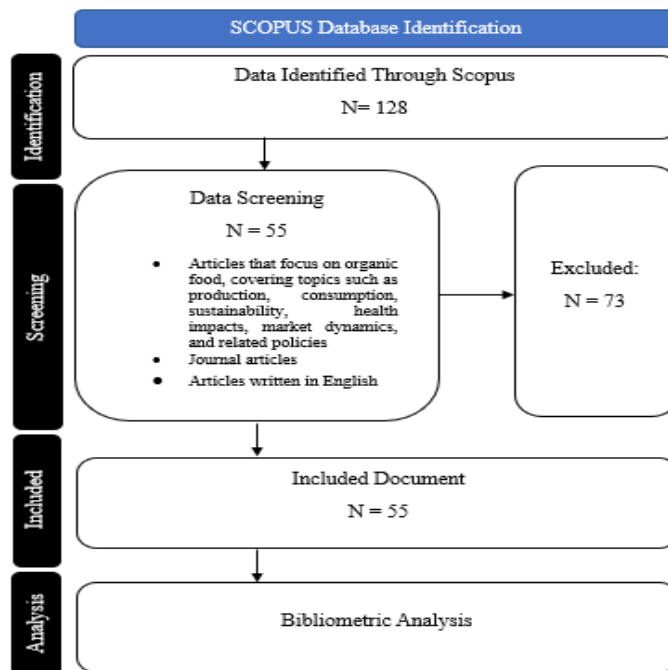 SCOPUS Database Identification
Identification
Data Identified Through Scopus
N= 128
Screening
Data Screening
N = 55
• Articles that focus on organic
food, covering topics such as
production, consumption,
sustainability, health
impacts, market dynamics,
and related policies
• Journal articles
• Articles written in English
Excluded:
N = 73
Included
Included Document
N = 55
Analysis
Bibliometric Analysis